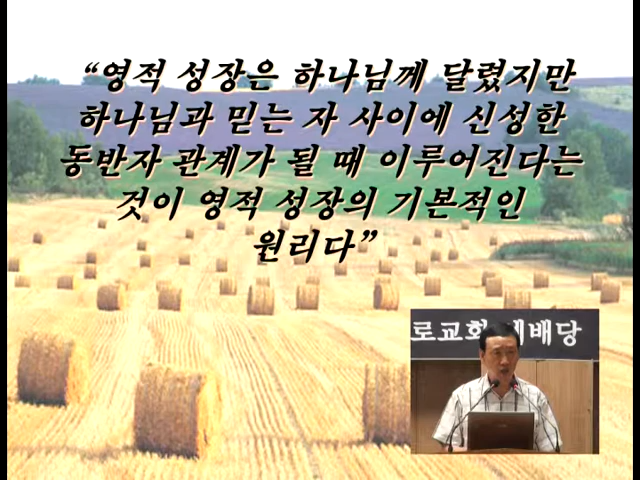 “영적 성장은 하나님께 달렸지만
하나님과 믿는 자 사이에 신성한
동반자 관계가 될 때 이루어진다는
것이 영적 성장의 기본적인
원리다”
로교회 예배당